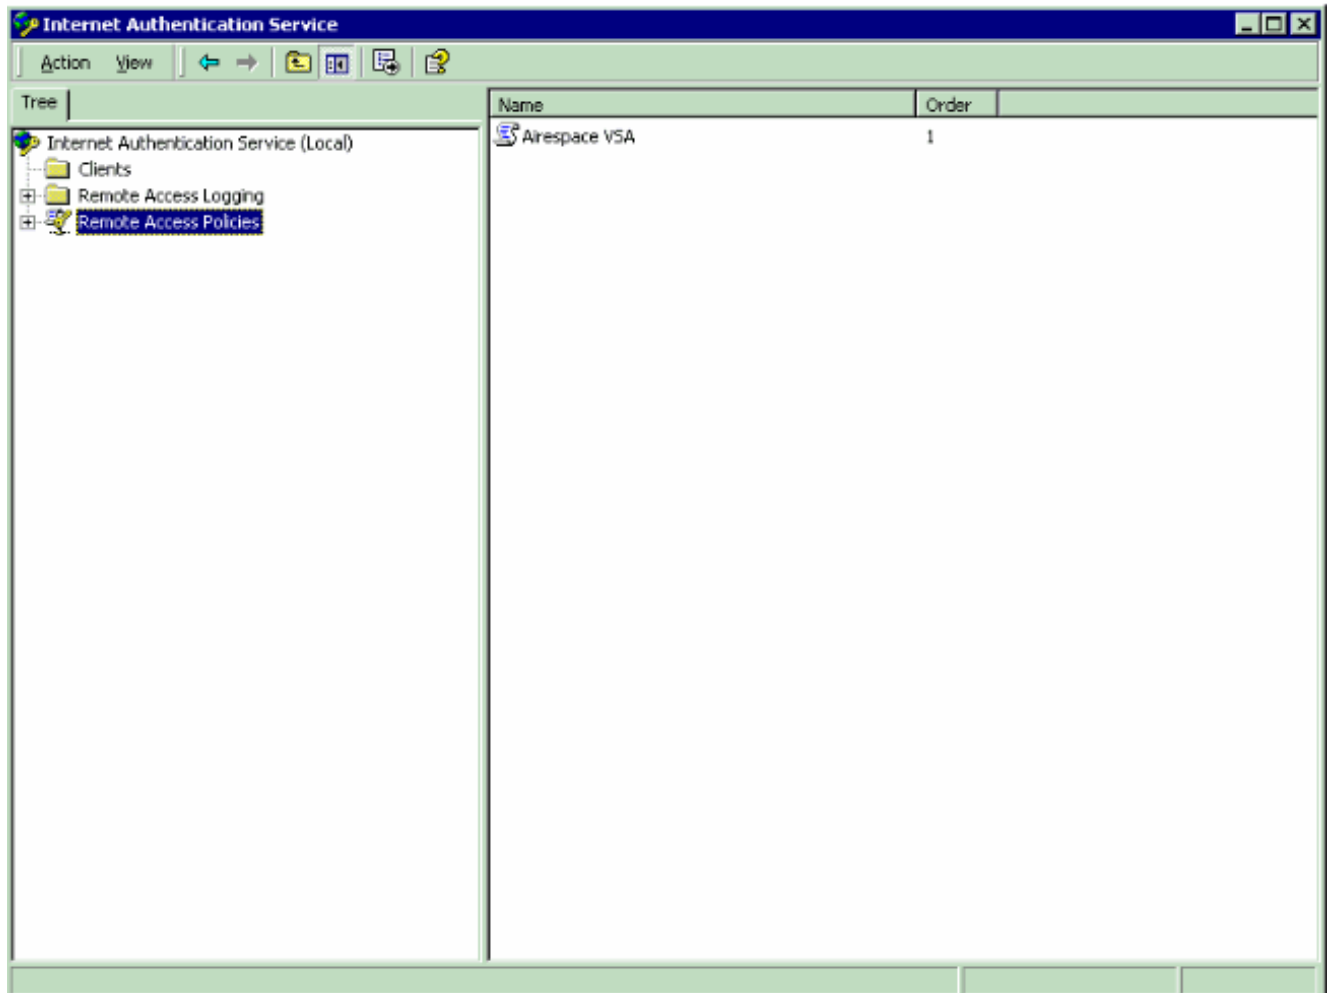 Internet Authentication Service
Action View
Tree
Name Order
Internet Authentication Service (Local)
Clients
Remote Access Logging
Remote Access Policies
Airespace VSA 1